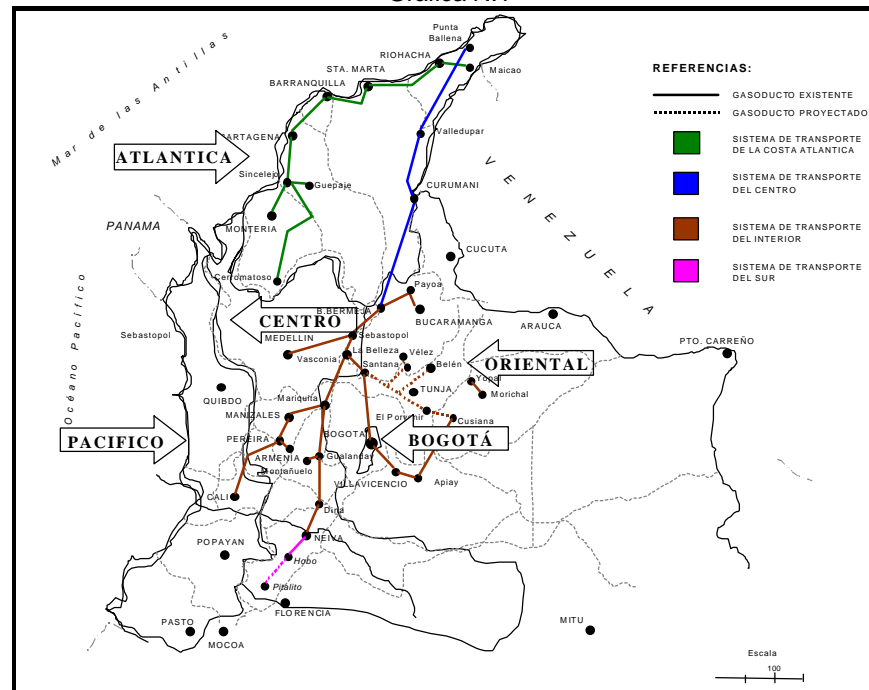 Punta
Ballena
RIOHACHA
STA. MARTA
Maicao
BARRANQUILLA
Mar de las Antillas
REFERENCIAS:
GASODUCTO EXISTENTE
GASODUCTO PROYECTADO
SISTEMA DE TRANSPORTE
DE LA COSTA ATLANTICA
SISTEMA DE TRANSPORTE
DEL CENTRO
SISTEMA DE TRANSPORTE
DEL INTERIOR
SISTEMA DE TRANSPORTE
DEL SUR
ARTAGENA
Valledupar
ATLANTICA
Sincelejo
Guepaje
CURUMANI
VENEZUELA
PANAMA
MONTERIA
CUCUTA
Cerromatoso
Payoa
Océano Pacífico
B.BERMEJA
CENTRO
BUCARAMANGA
ARAUCA
Sebastopol
Sebastopol
MEDELLIN
PTO. CARREÑO
Vasconia
La Belleza
Vélez
Santana
Belén
ORIENTAL
Yopal
QUIBDO
TUNJA
Morichal
Mariquita
MANIZALES
El Porvenir
Cusiana
PACIFICO
PEREIRA
BOGOTA
BOGOTÁ
ARMENIA
Gualanday
Montañuelo
VILLAVICENCIO
Apiay
CALI
Dina
NEIVA
POPAYAN
Hobo
Pitalito
FLORENCIA
PASTO
MOCOA
MITU
Escala
100